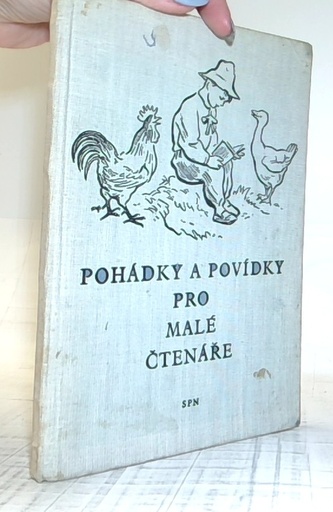 POHÁDKY A POVÍDKY
PRO
MALÉ
ČTENÁŘE
SPN